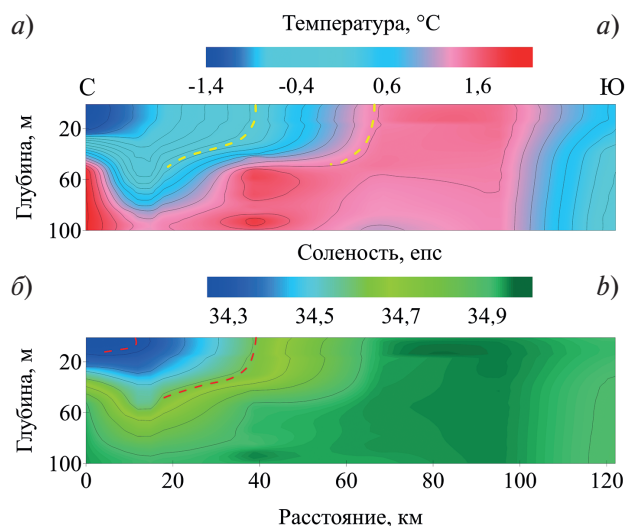 а) Температура, °C a)
-1,4 -0,4 0,6 1,6
С Ю
Глубина, м
20
60
100
Соленость, епс
б) b)
34,3 34,5 34,7 34,9
Глубина, м
20
60
100
0 20 40 60 80 100 120
Расстояние, км